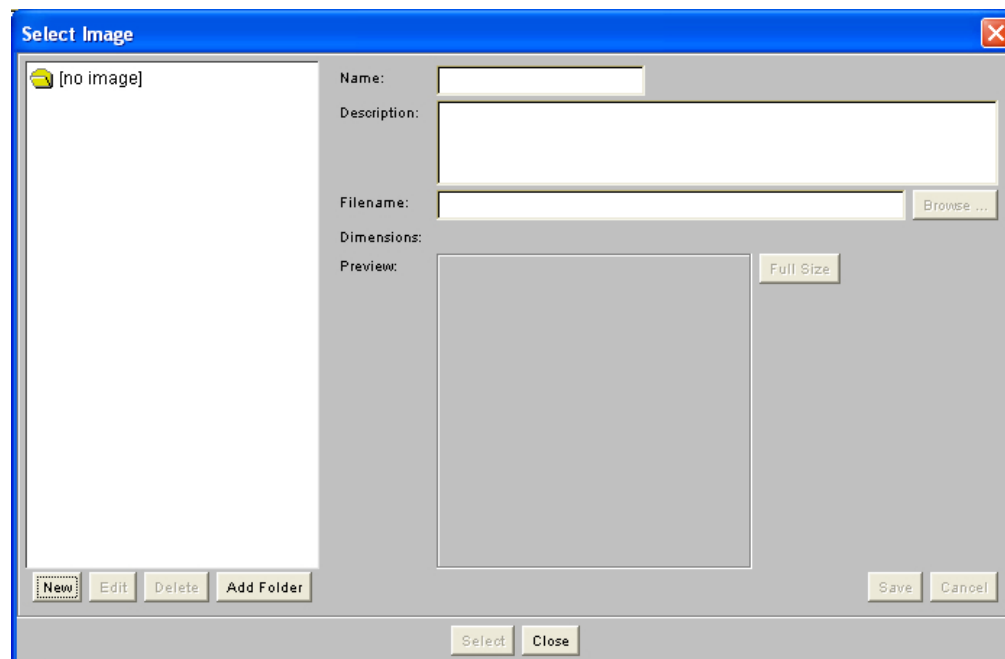 Select Image
[no image]
Name:
Description:
Filename:
Browse ...
Dimensions:
Preview:
Full Size
New Edit Delete Add Folder
Save Cancel
Select Close